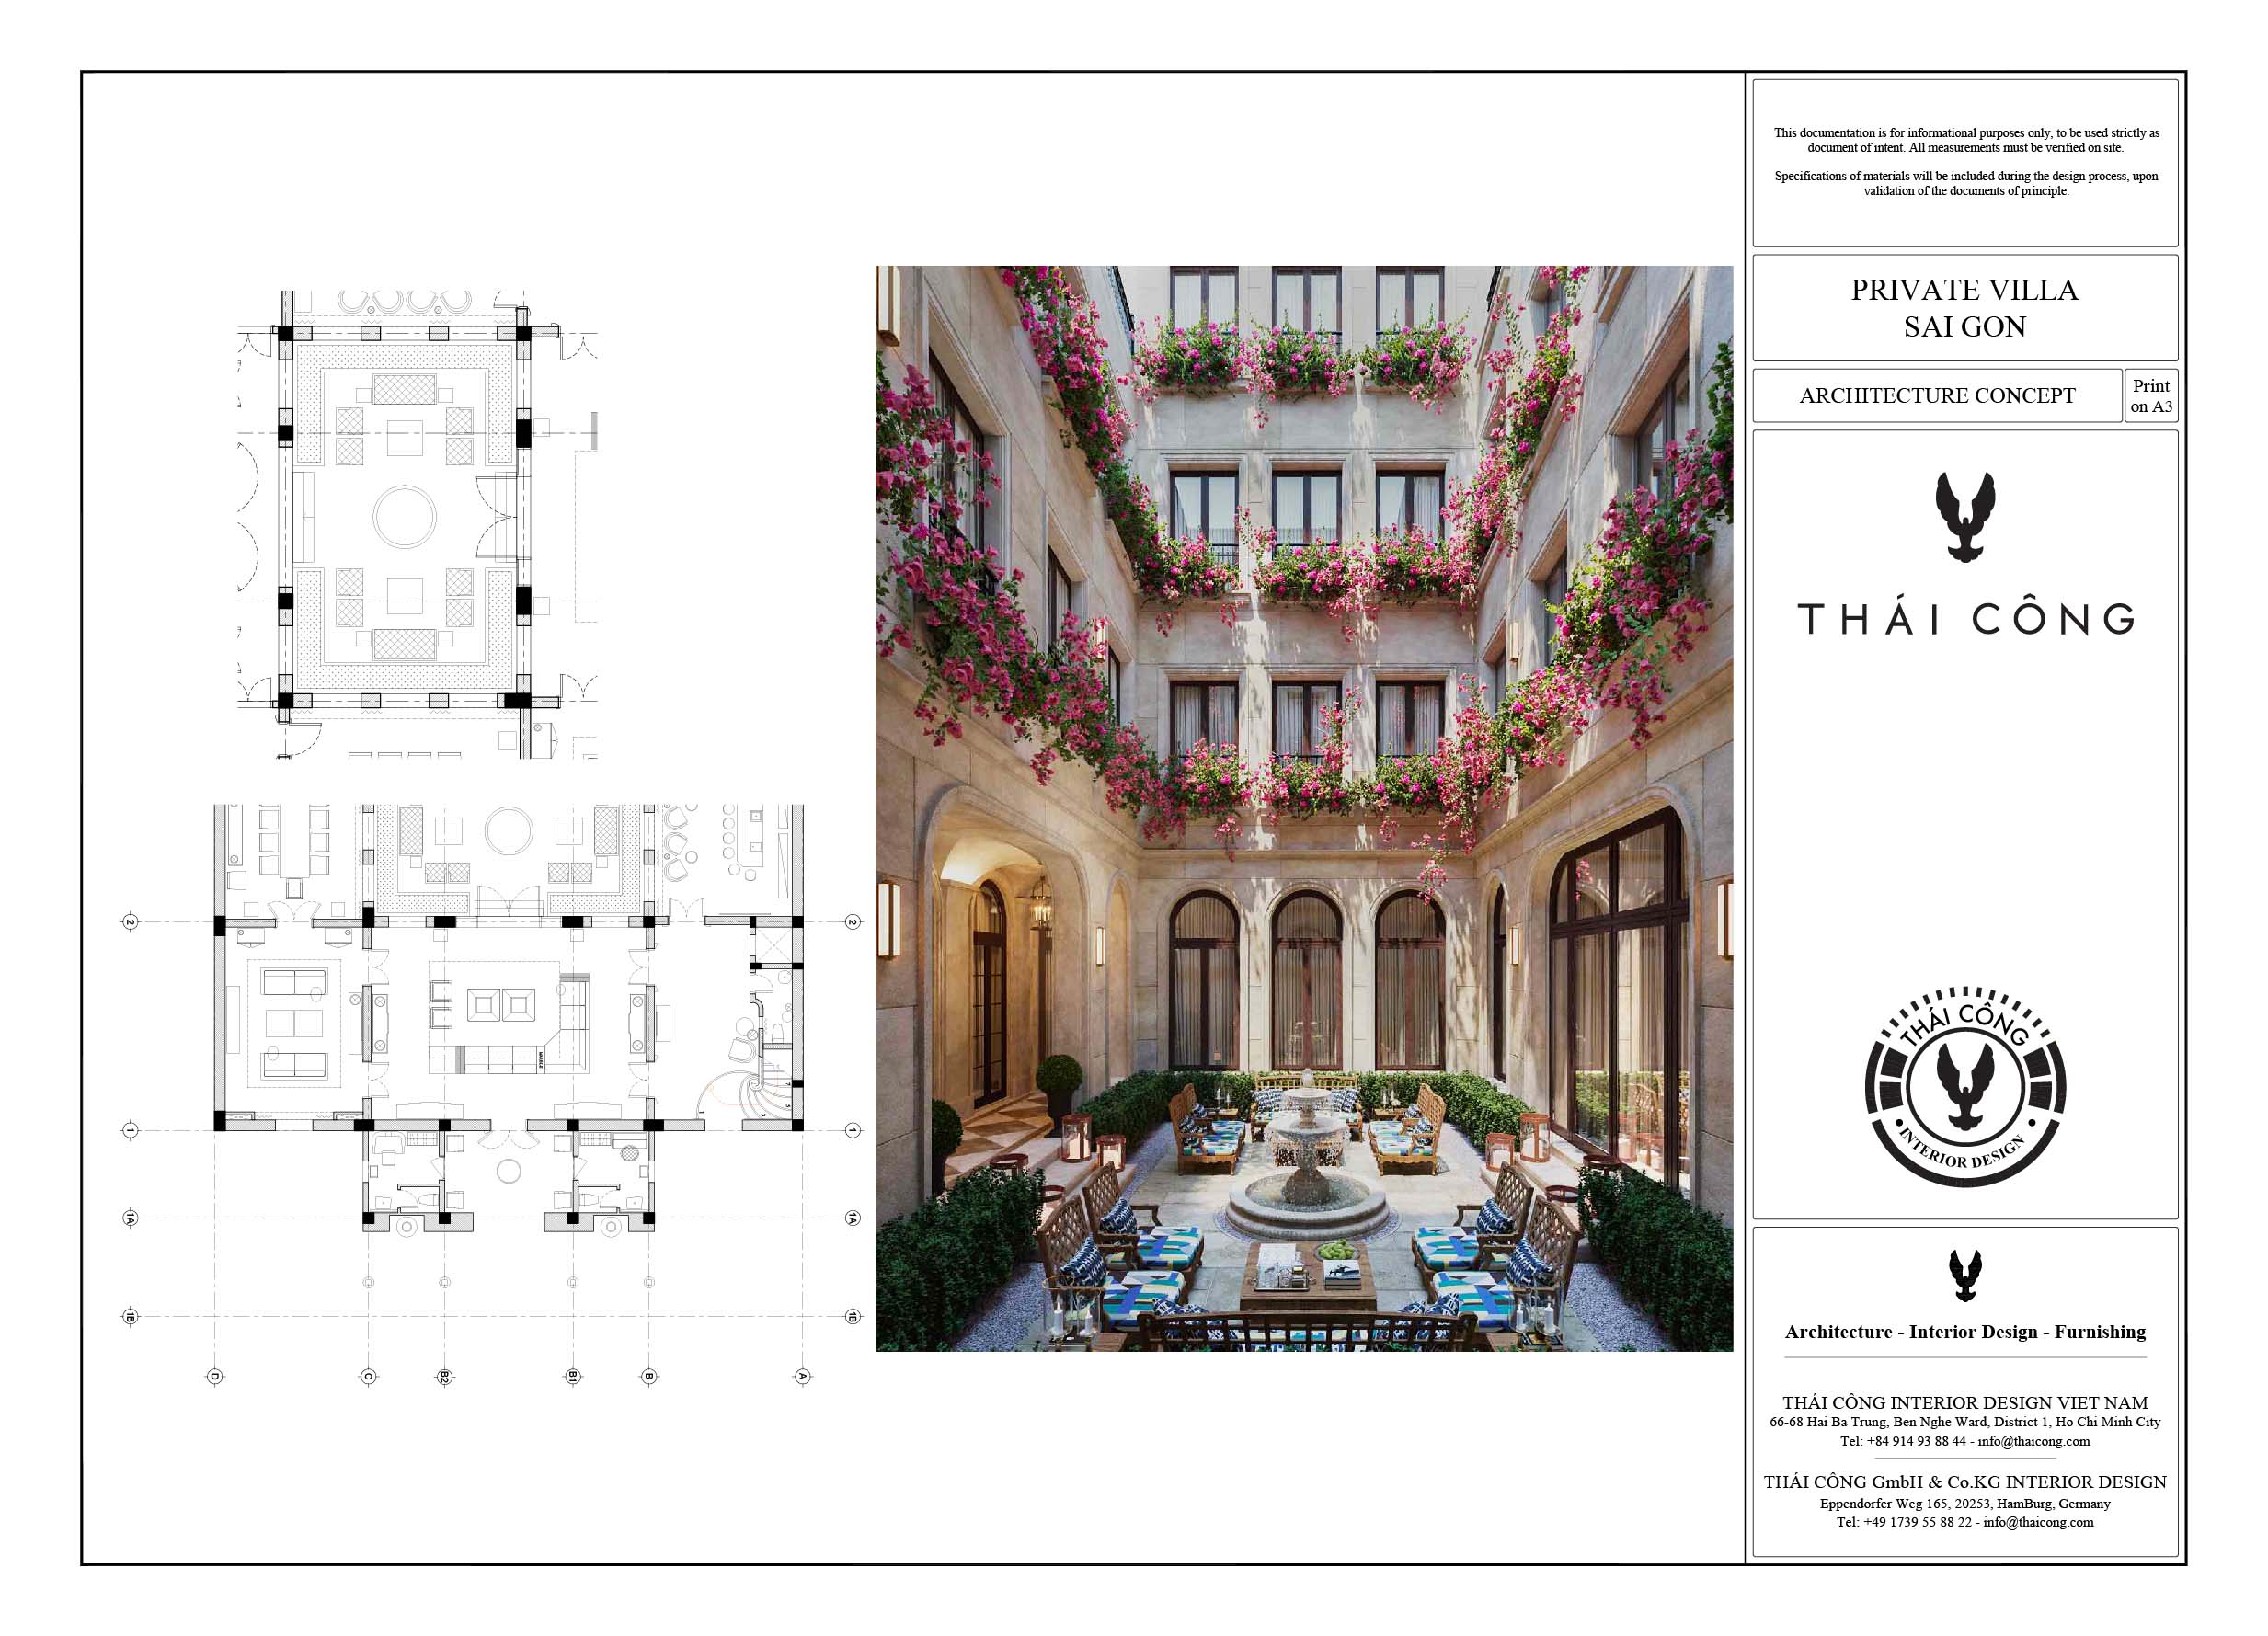 This documentation is for informational purposes only, to be used strictly as
document of intent. All measurements must be verified on site.
Specifications of materials will be included during the design process, upon
validation of the documents of principle.
PRIVATE VILLA
SAI GON
ARCHITECTURE CONCEPT
Print
on A3
THÁI CÔNG
THÁI CÔNG
INTERIOR DESIGN
Architecture - Interior Design - Furnishing
THÁI CÔNG INTERIOR DESIGN VIET NAM
66-68 Hai Ba Trung, Ben Nghe Ward, District 1, Ho Chi Minh City
Tel: +84 914 93 88 44 - info@thaicong.com
THÁI CÔNG GmbH & Co.KG INTERIOR DESIGN
Eppendorfer Weg 165, 20253, HamBurg, Germany
Tel: +49 1739 55 88 22 - info@thaicong.com
2
2
1
1
1A
1A
1B
1B
D
C
B2
B1
B
A